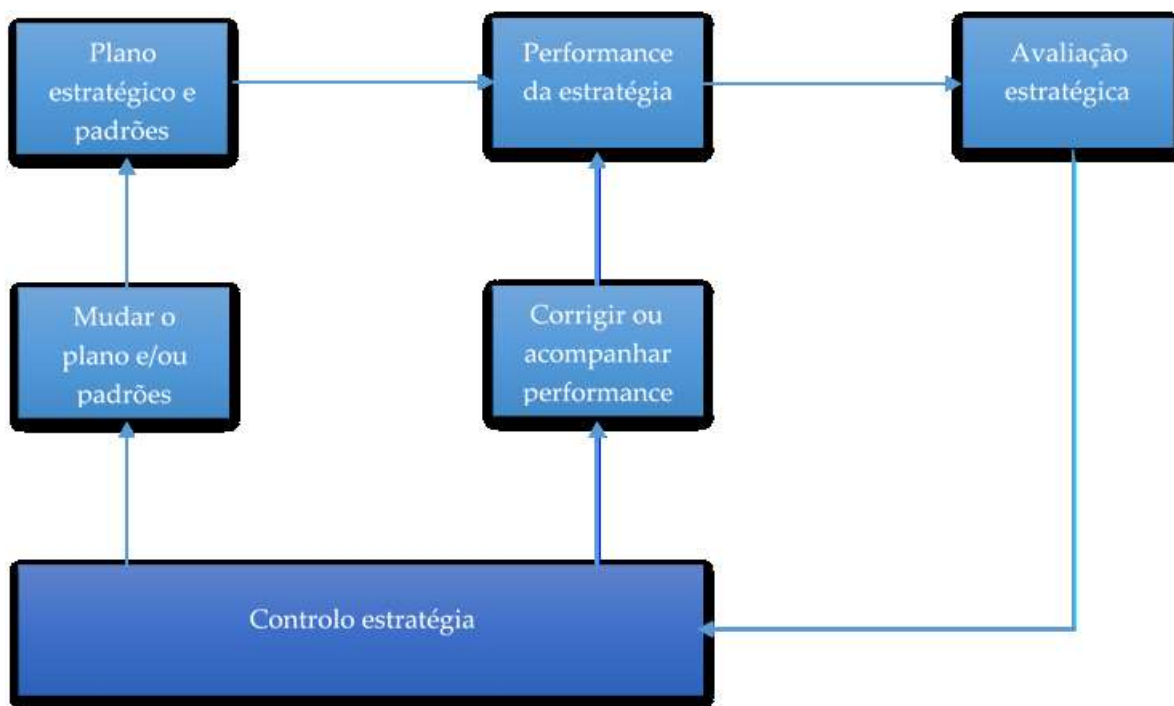 Plano
estratégico e
padrões
Performance
da estratégia
Avaliação
estratégica
Mudar o
plano e/ou
padrões
Corrigir ou
acompanhar
performance
Controlo estratégia